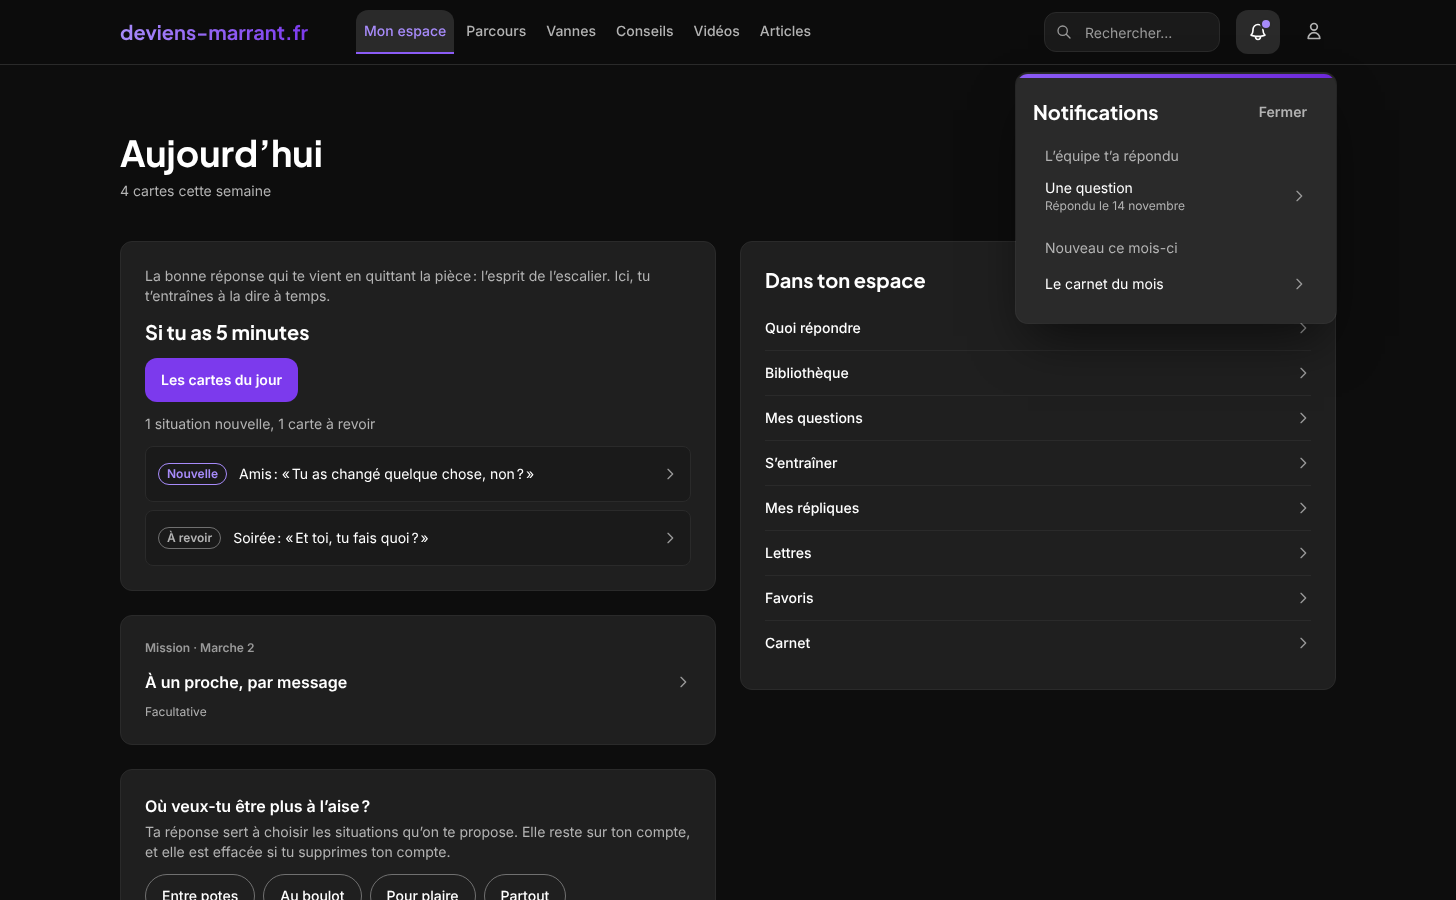 deviens-marrant.fr
Mon espace
Parcours
Vannes
Conseils
Vidéos
Articles
Rechercher...
Notifications
Fermer
L’équipe t’a répondu
Une question
Répondu le 14 novembre
Nouveau ce mois-ci
Le carnet du mois
Aujourd’hui
4 cartes cette semaine
La bonne réponse qui te vient en quittant la pièce : l’esprit de l’escalier. Ici, tu
t’entraînes à la dire à temps.
Si tu as 5 minutes
Les cartes du jour
1 situation nouvelle, 1 carte à revoir
Nouvelle
Amis : « Tu as changé quelque chose, non ? »
À revoir
Soirée : « Et toi, tu fais quoi ? »
Mission · Marche 2
À un proche, par message
Facultative
Où veux-tu être plus à l’aise ?
Ta réponse sert à choisir les situations qu’on te propose. Elle reste sur ton compte,
et elle est effacée si tu supprimes ton compte.
Entre potes
Au boulot
Pour plaire
Partout
Dans ton espace
Quoi répondre
Bibliothèque
Mes questions
S’entraîner
Mes répliques
Lettres
Favoris
Carnet